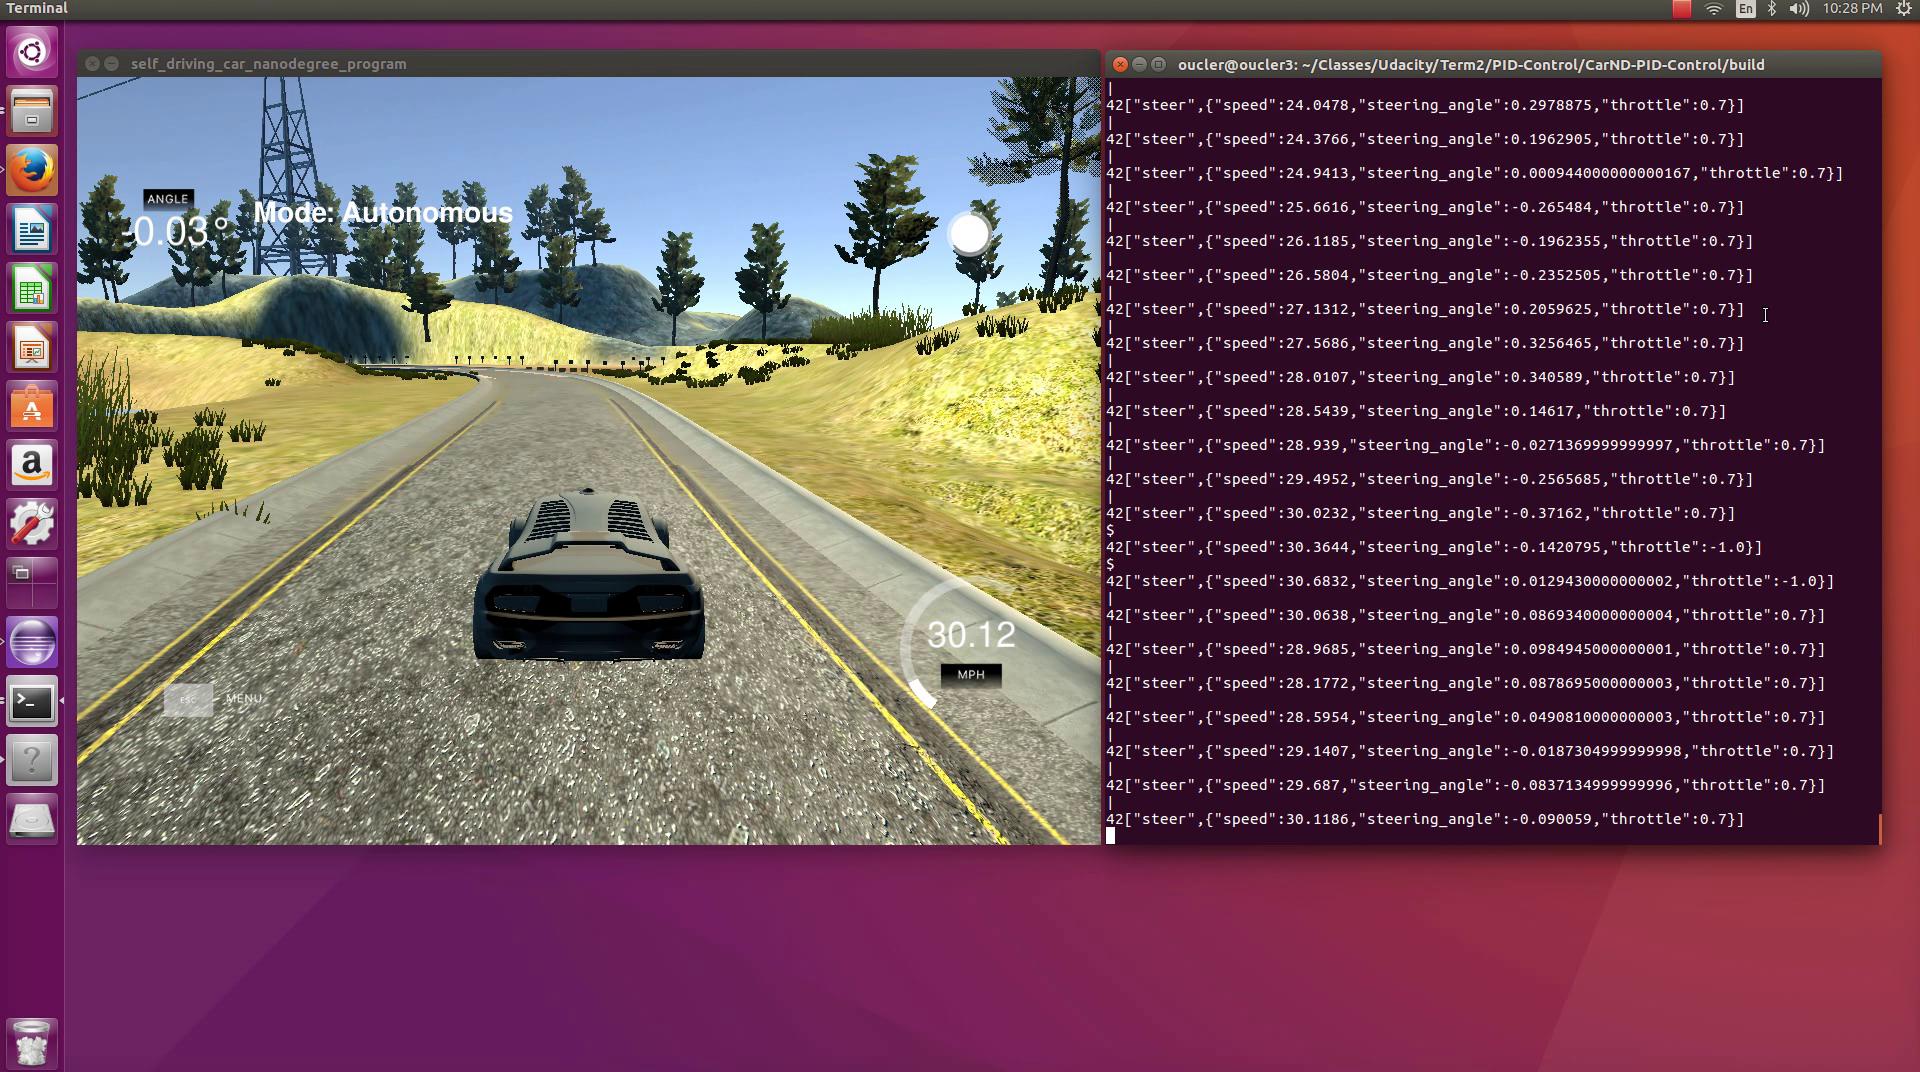 Terminal
En
10:28 PM
self_driving_car_nanodegree_program
ANGLE
-0.03°
Mode: Autonomous
30.12
MPH
ESC
MENU
a
oucler@oucler3: ~/Classes/Udacity/Term2/PID-Control/CarND-PID-Control/build
|
42["steer",{"speed":24.0478,"steering_angle":0.2978875,"throttle":0.7}]
|
42["steer",{"speed":24.3766,"steering_angle":0.1962905,"throttle":0.7}]
|
42["steer",{"speed":24.9413,"steering_angle":0.000944000000000167,"throttle":0.7}]
|
42["steer",{"speed":25.6616,"steering_angle":-0.265484,"throttle":0.7}]
|
42["steer",{"speed":26.1185,"steering_angle":-0.1962355,"throttle":0.7}]
|
42["steer",{"speed":26.5804,"steering_angle":-0.2352505,"throttle":0.7}]
|
42["steer",{"speed":27.1312,"steering_angle":0.2059625,"throttle":0.7}]
|
42["steer",{"speed":27.5686,"steering_angle":0.3256465,"throttle":0.7}]
|
42["steer",{"speed":28.0107,"steering_angle":0.340589,"throttle":0.7}]
|
42["steer",{"speed":28.5439,"steering_angle":0.14617,"throttle":0.7}]
|
42["steer",{"speed":28.939,"steering_angle":-0.0271369999999997,"throttle":0.7}]
|
42["steer",{"speed":29.4952,"steering_angle":-0.2565685,"throttle":0.7}]
|
42["steer",{"speed":30.0232,"steering_angle":-0.37162,"throttle":0.7}]
$
42["steer",{"speed":30.3644,"steering_angle":-0.1420795,"throttle":-1.0}]
$
42["steer",{"speed":30.6832,"steering_angle":0.0129430000000002,"throttle":-1.0}]
|
42["steer",{"speed":30.0638,"steering_angle":0.0869340000000004,"throttle":0.7}]
|
42["steer",{"speed":28.9685,"steering_angle":0.0984945000000001,"throttle":0.7}]
|
42["steer",{"speed":28.1772,"steering_angle":0.0878695000000003,"throttle":0.7}]
|
42["steer",{"speed":28.5954,"steering_angle":0.0490810000000003,"throttle":0.7}]
|
42["steer",{"speed":29.1407,"steering_angle":-0.0187304999999998,"throttle":0.7}]
|
42["steer",{"speed":29.687,"steering_angle":-0.0837134999999996,"throttle":0.7}]
|
42["steer",{"speed":30.1186,"steering_angle":-0.090059,"throttle":0.7}]